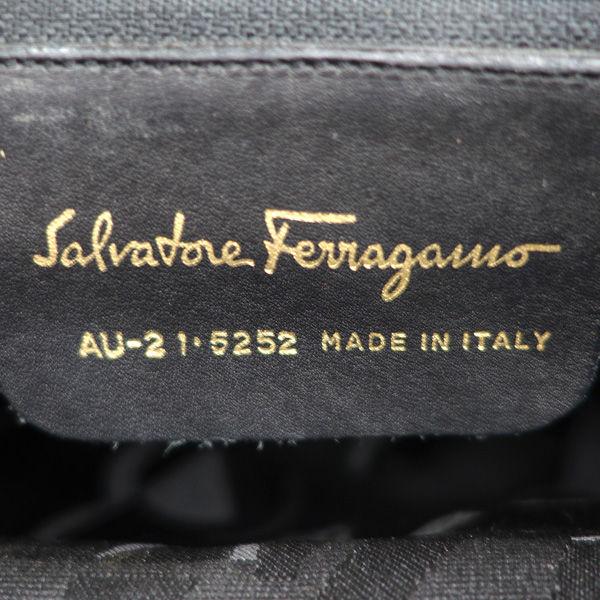 Salvatore Ferragamo
AU-21·5252 MADE IN ITALY